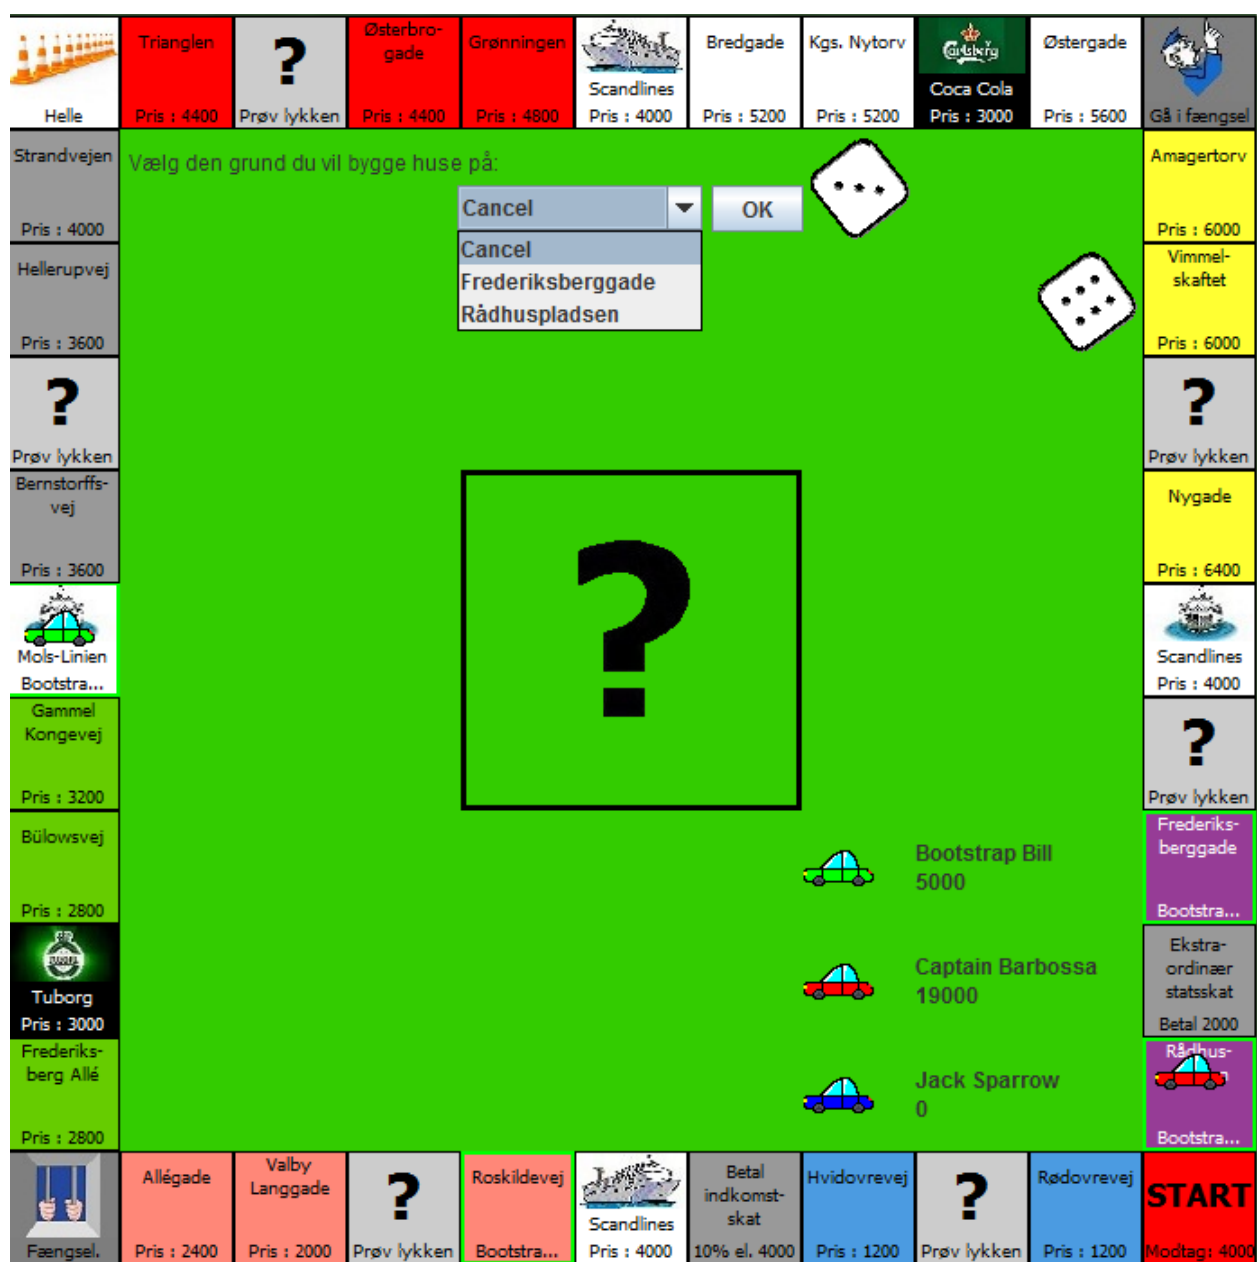 Helle
Trianglen
Pris : 4400
?
Prøv lykken
Østerbro-
gade
Pris : 4400
Grønningen
Pris : 4800
Scandlines
Pris : 4000
Bredgade
Pris : 5200
Kgs. Nytorv
Pris : 5200
Carlsberg
Coca Cola
Pris : 3000
Østergade
Pris : 5600
Gå i fængsel
Strandvejen
Pris : 4000
Hellerupvej
Pris : 3600
?
Prøv lykken
Bernstorffs-
vej
Pris : 3600
Mols-Linien
Bootstra...
Gammel
Kongevej
Pris : 3200
Bülowsvej
Pris : 2800
Tuborg
Pris : 3000
Frederiks-
berg Allé
Pris : 2800
Vælg den grund du vil bygge huse på:
Cancel
OK
Cancel
Frederiksberggade
Rådhuspladsen
?
Bootstrap Bill
5000
Captain Barbossa
19000
Jack Sparrow
0
Amagertorv
Pris : 6000
Vimmel-
skaftet
Pris : 6000
?
Prøv lykken
Nygade
Pris : 6400
Scandlines
Pris : 4000
?
Prøv lykken
Frederiks-
berggade
Bootstra...
Ekstra-
ordinær
statsskat
Betal 2000
Rådhus-
Bootstra...
Fængsel.
Allégade
Pris : 2400
Valby
Langgade
Pris : 2000
?
Prøv lykken
Roskildevej
Bootstra...
Scandlines
Pris : 4000
Betal
indkomst-
skat
10% el. 4000
Hvidovrevej
Pris : 1200
?
Prøv lykken
Rødovrevej
Pris : 1200
START
Modtag: 4000